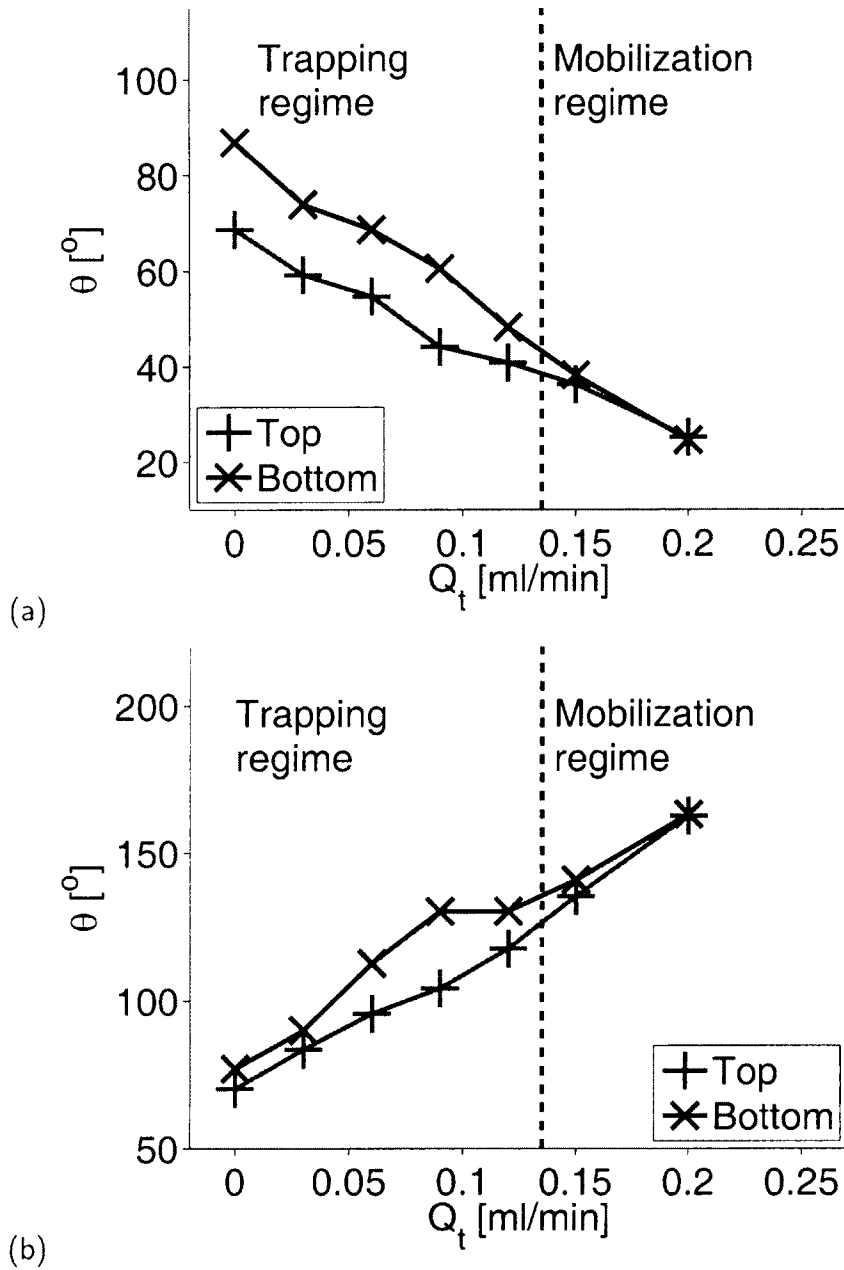 Trapping regime
Mobilization regime
100
80
60
40
20
θ [°]
Top
Bottom
0 0.05 0.1 0.15 0.2 0.25
Q_t [ml/min]
(a)
Trapping regime
Mobilization regime
200
150
100
50
θ [°]
Top
Bottom
0 0.05 0.1 0.15 0.2 0.25
Q_t [ml/min]
(b)